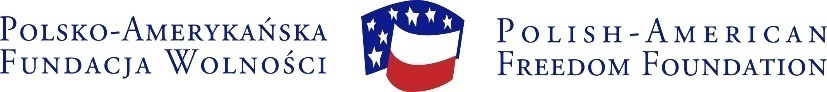 Polsko-Amerykańska
Fundacja Wolności
Polish-American
Freedom Foundation